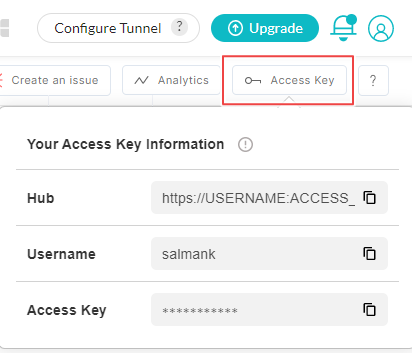 Configure Tunnel ? Upgrade
Create an issue Analytics Access Key ?
Your Access Key Information
Hub https://USERNAME:ACCESS_
Username salmank
Access Key ***********